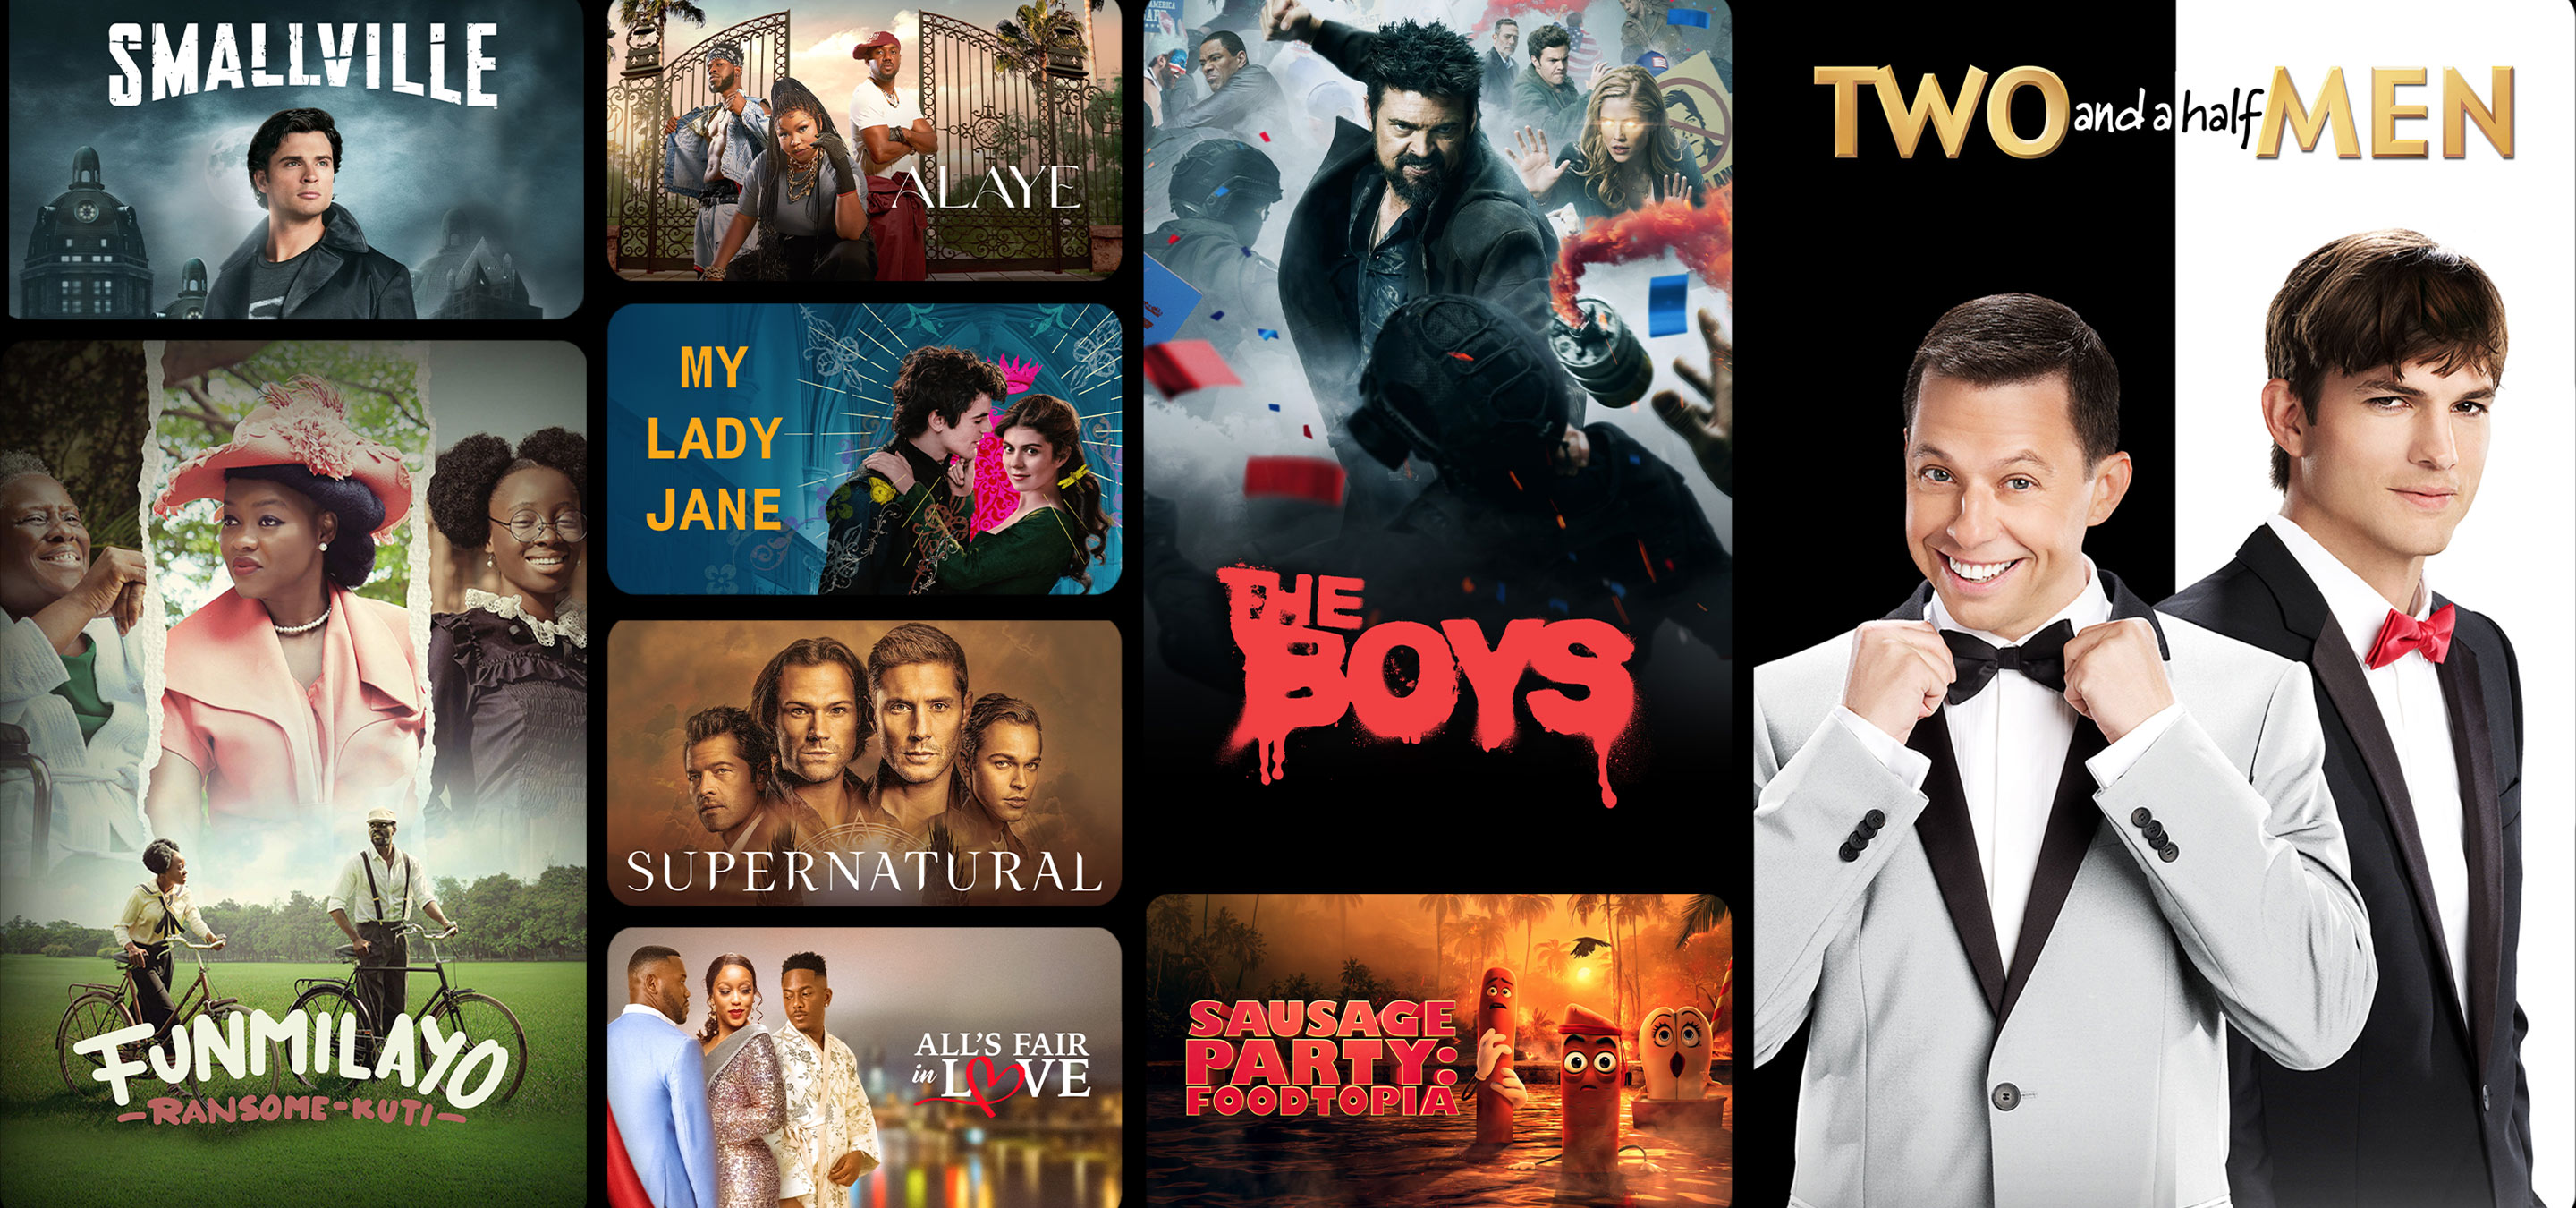 SMALLVILLE
FUNMILAYO
-RANSOME-KUTI-
ALAYE
MY
LADY
JANE
SUPERNATURAL
ALL'S FAIR
in LOVE
THE
BOYS
SAUSAGE
PARTY:
FOODTOPIA
TWO and a half MEN